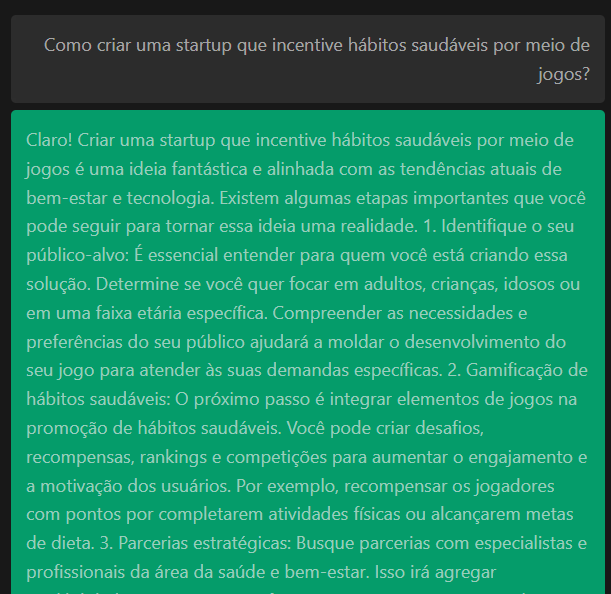 Como criar uma startup que incentive hábitos saudáveis por meio de
jogos?
Claro! Criar uma startup que incentive hábitos saudáveis por meio de
jogos é uma ideia fantástica e alinhada com as tendências atuais de
bem-estar e tecnologia. Existem algumas etapas importantes que você
pode seguir para tornar essa ideia uma realidade. 1. Identifique o seu
público-alvo: É essencial entender para quem você está criando essa
solução. Determine se você quer focar em adultos, crianças, idosos ou
em uma faixa etária específica. Compreender as necessidades e
preferências do seu público ajudará a moldar o desenvolvimento do
seu jogo para atender às suas demandas específicas. 2. Gamificação de
hábitos saudáveis: O próximo passo é integrar elementos de jogos na
promoção de hábitos saudáveis. Você pode criar desafios,
recompensas, rankings e competições para aumentar o engajamento e
a motivação dos usuários. Por exemplo, recompensar os jogadores
com pontos por completarem atividades físicas ou alcançarem metas
de dieta. 3. Parcerias estratégicas: Busque parcerias com especialistas e
profissionais da área da saúde e bem-estar. Isso irá agregar